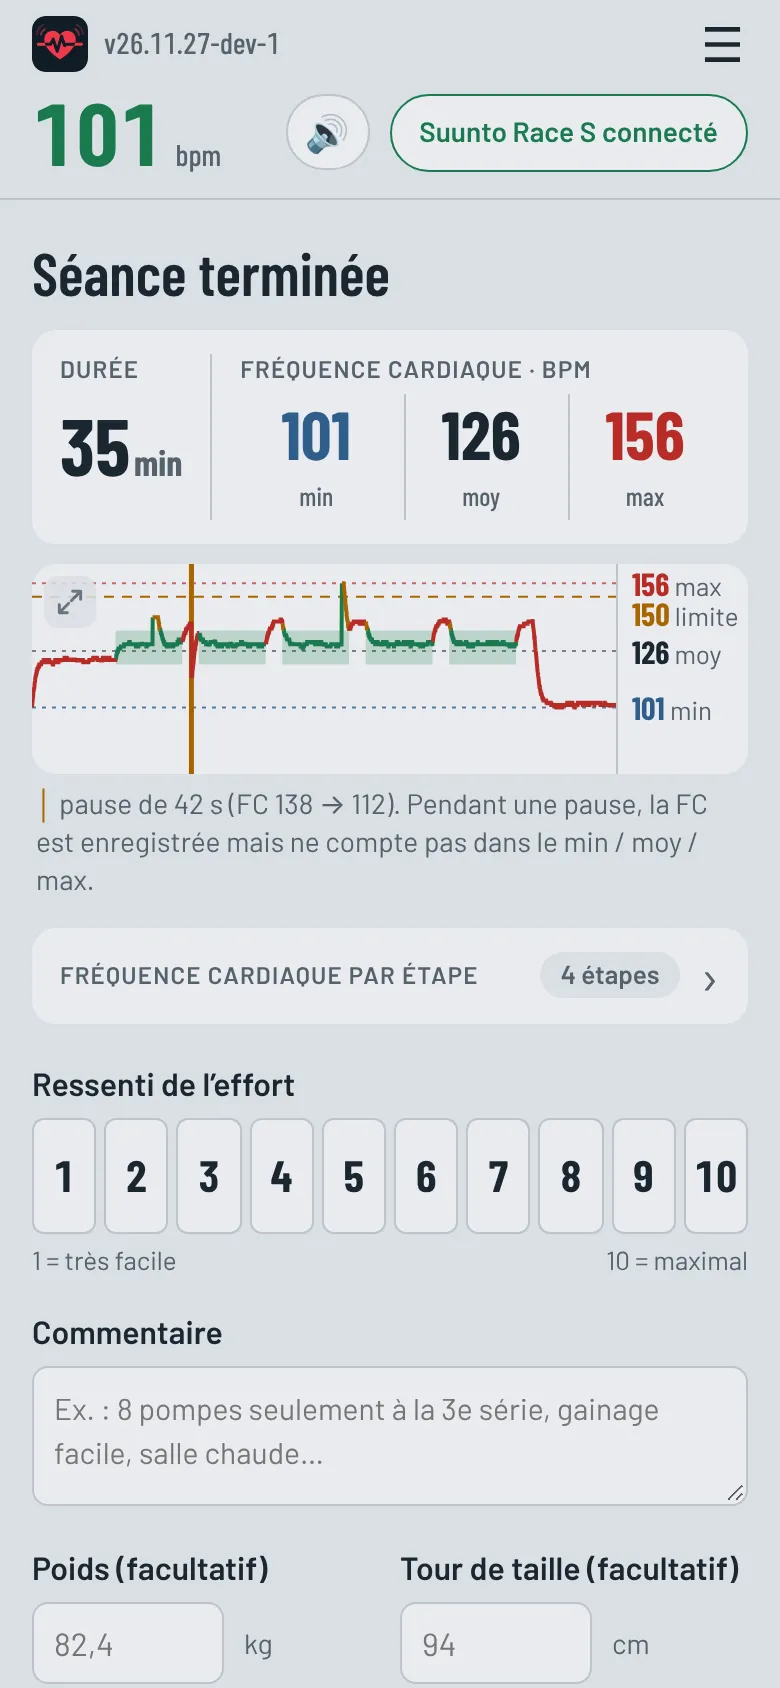 v26.11.27-dev-1
101 bpm
Suunto Race S connecté
Séance terminée
DURÉE
35 min
FRÉQUENCE CARDIAQUE · BPM
101
min
126
moy
156
max
156 max
150 limite
126 moy
101 min
pause de 42 s (FC 138 → 112). Pendant une pause, la FC
est enregistrée mais ne compte pas dans le min / moy /
max.
FRÉQUENCE CARDIAQUE PAR ÉTAPE
4 étapes
Ressenti de l’effort
1 2 3 4 5 6 7 8 9 10
1 = très facile
10 = maximal
Commentaire
Ex. : 8 pompes seulement à la 3e série, gainage
facile, salle chaude...
Poids (facultatif)
82,4 kg
Tour de taille (facultatif)
94 cm